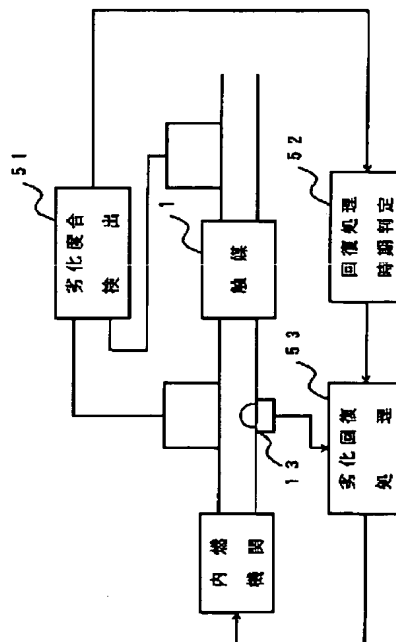 劣化度合
検出
51
触媒
1
内燃
機関
13
劣化回復
処理
53
回復処理
時期判定
52